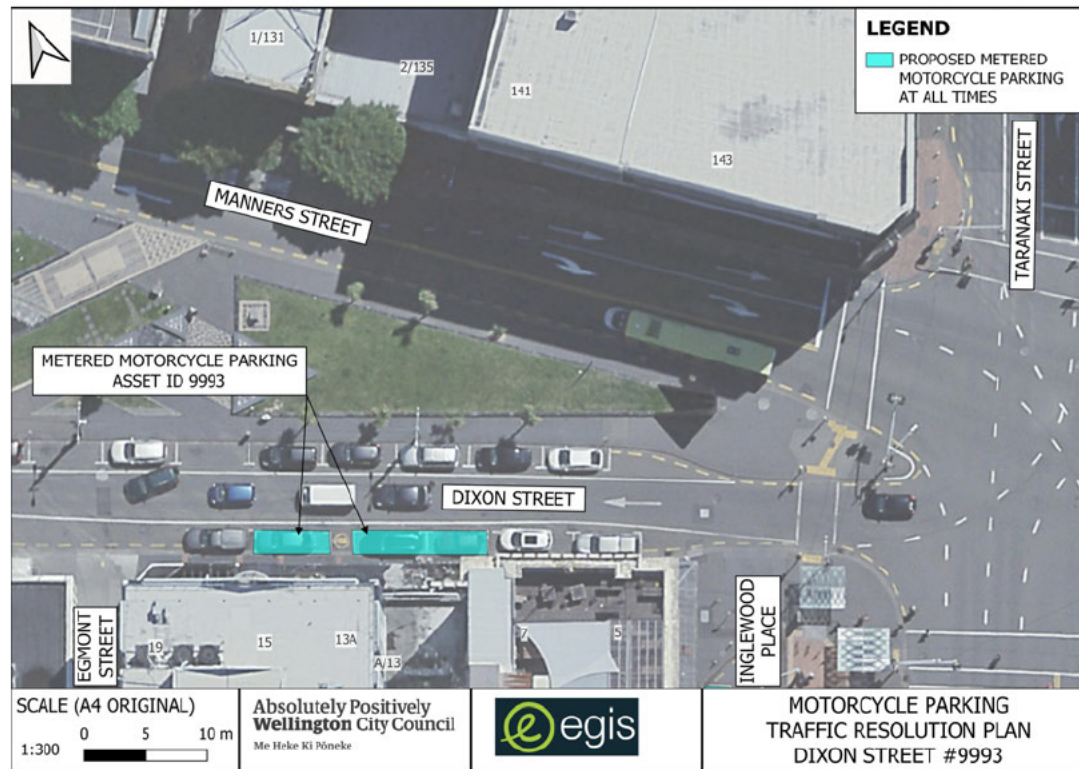 1/131
2/135
141
143
LEGEND
PROPOSED METERED
MOTORCYCLE PARKING
AT ALL TIMES
TARANAKI STREET
MANNERS STREET
METERED MOTORCYCLE PARKING
ASSET ID 9993
DIXON STREET
EGMONT
STREET
19
15
13A
A/13
7
5
INGLEWOOD
PLACE
SCALE (A4 ORIGINAL)
1:300
0 5 10 m
Absolutely Positively
Wellington City Council
Me Heke Ki Pōneke
egis
MOTORCYCLE PARKING
TRAFFIC RESOLUTION PLAN
DIXON STREET #9993